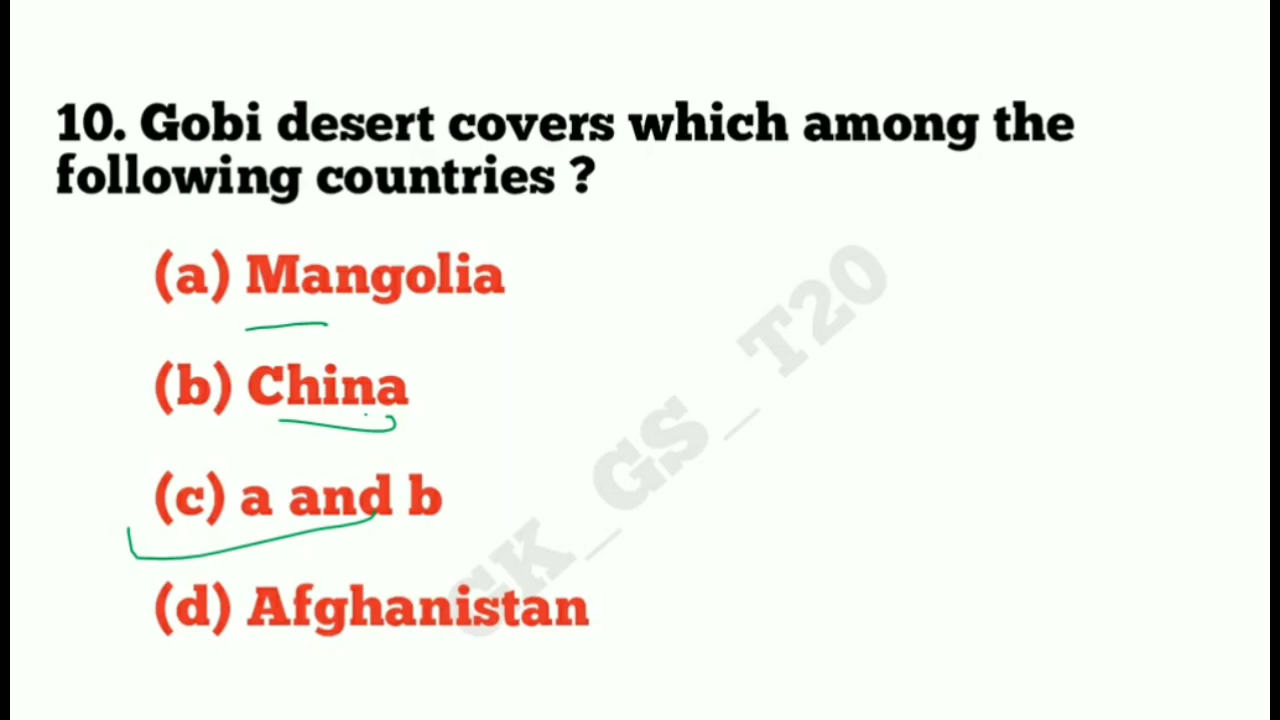 10. Gobi desert covers which among the
following countries ?
(a) Mangolia
(b) China
(c) a and b
(d) Afghanistan
GK_GS_T20